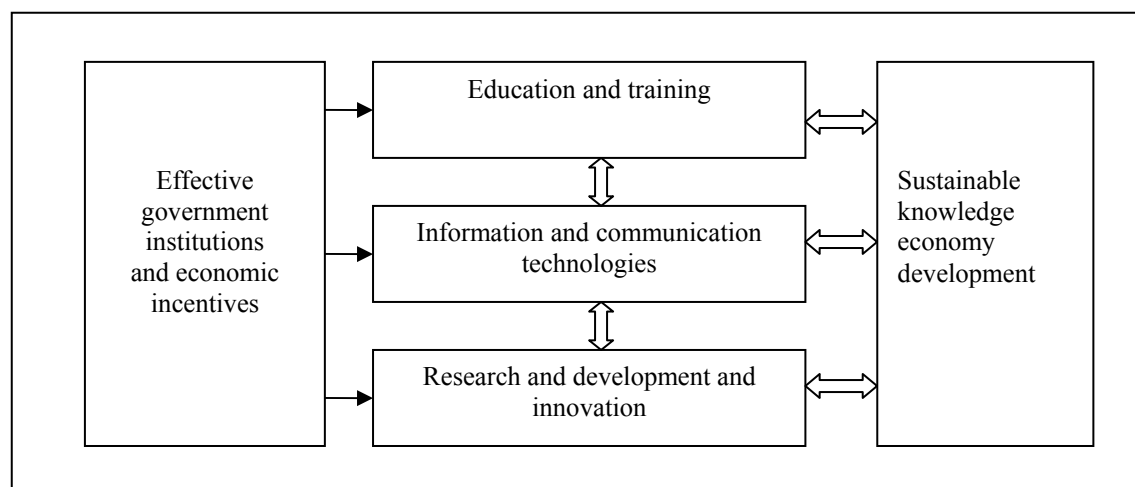 Effective
government
institutions
and economic
incentives
Education and training
Information and communication
technologies
Research and development and
innovation
Sustainable
knowledge
economy
development